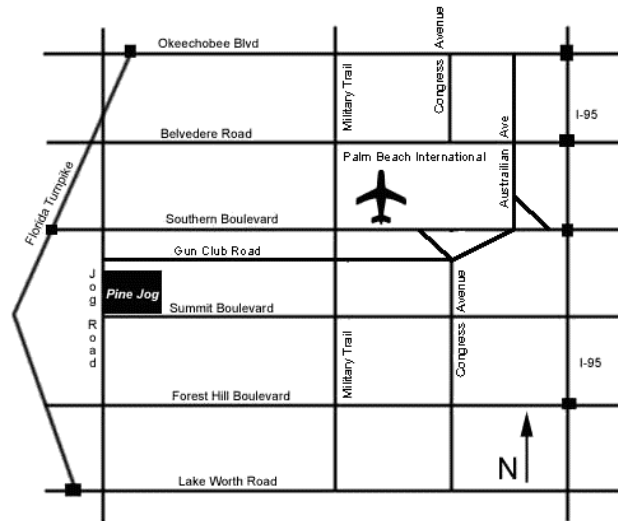 Okeechobee Blvd
Avenue
Congress
Military Trail
I-95
Belvedere Road
Austrailian Ave
Palm Beach International
Florida Turnpike
Southern Boulevard
Gun Club Road
Jog Road
Pine Jog
Avenue
Congress
Summit Boulevard
Military Trail
I-95
Forest Hill Boulevard
N
Lake Worth Road